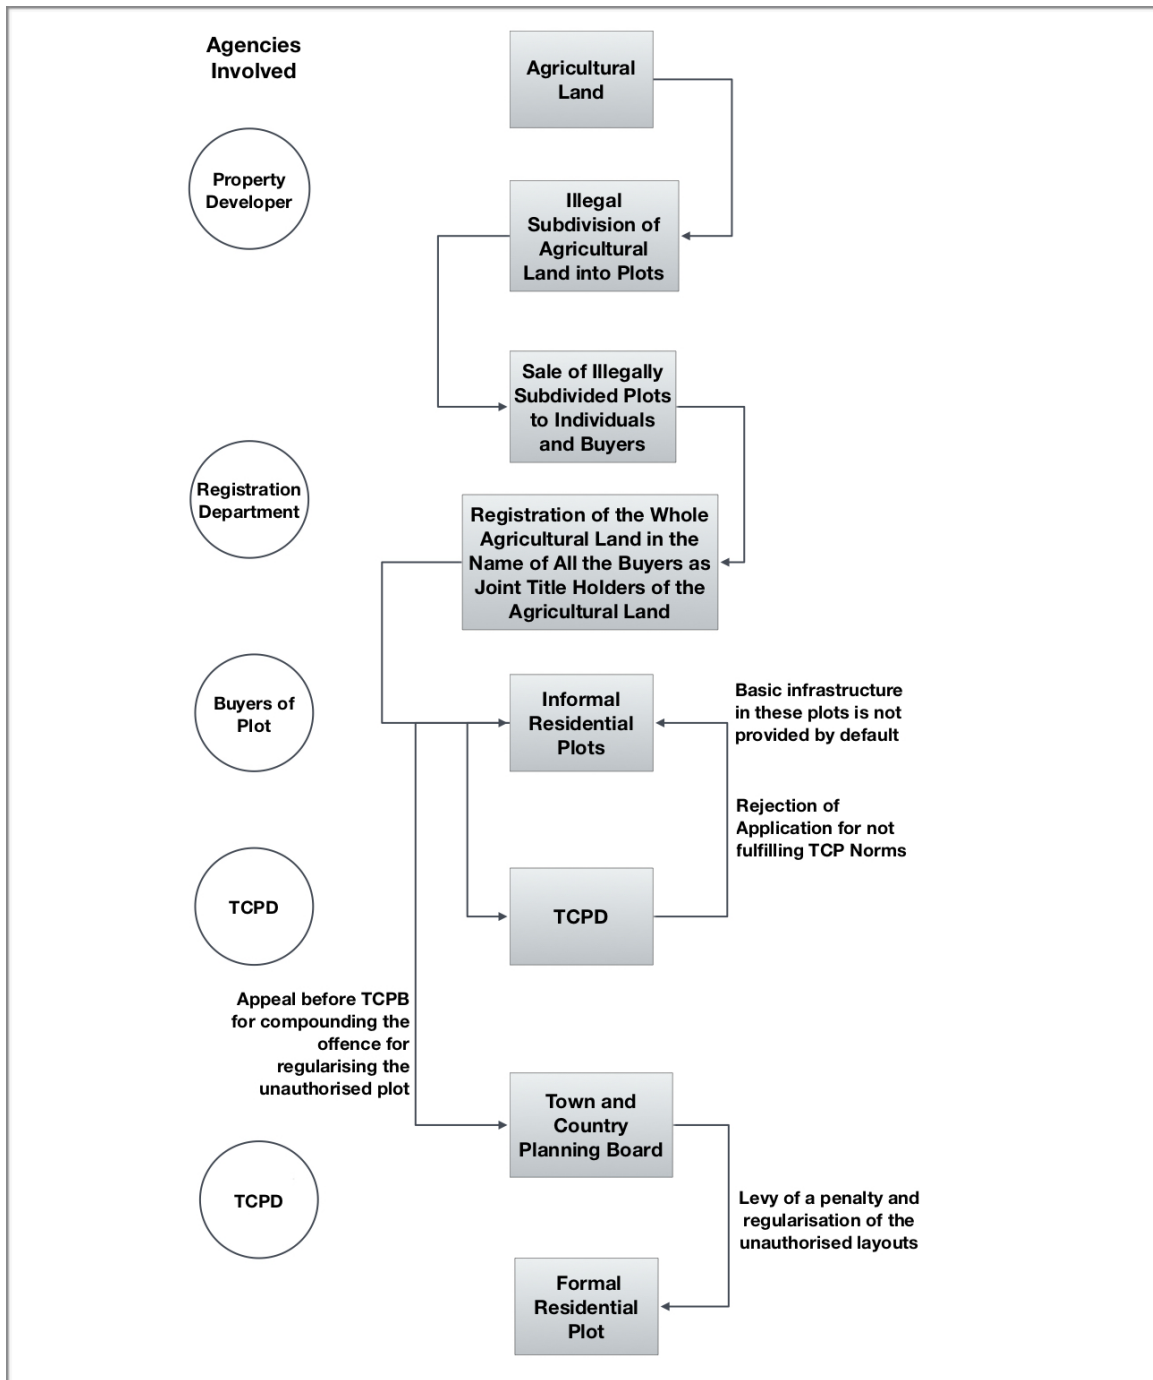 Agencies
Involved
Agricultural
Land
Property
Developer
Illegal
Subdivision of
Agricultural
Land into Plots
Sale of Illegally
Subdivided Plots
to Individuals
and Buyers
Registration
Department
Registration of the Whole
Agricultural Land in the
Name of All the Buyers as
Joint Title Holders of the
Agricultural Land
Buyers of
Plot
Informal
Residential
Plots
Basic infrastructure
in these plots is not
provided by default
Rejection of
Application for not
fulfilling TCP Norms
TCPD
TCPD
Appeal before TCPB
for compounding the
offence for
regularising the
unauthorised plot
Town and
Country
Planning Board
TCPD
Levy of a penalty and
regularisation of the
unauthorised layouts
Formal
Residential
Plot